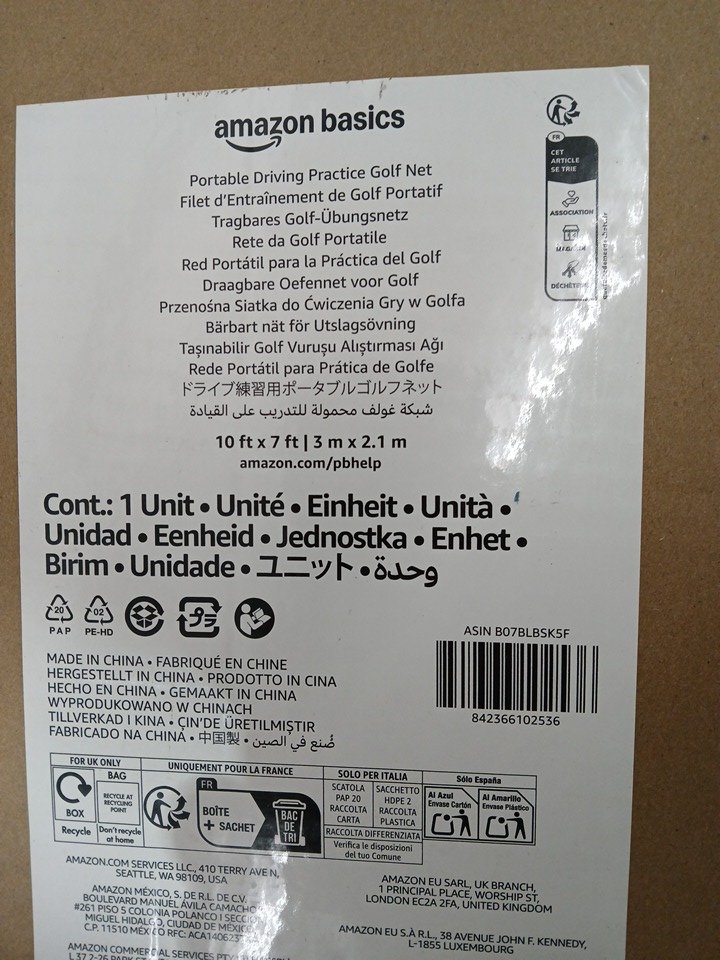 amazon basics
Portable Driving Practice Golf Net
Filet d'Entraînement de Golf Portatif
Tragbares Golf-Übungsnetz
Rete da Golf Portatile
Red Portátil para la Práctica del Golf
Draagbare Oefennet voor Golf
Przenośna Siatka do Ćwiczenia Gry w Golfa
Bärbart nät för Utslagsövning
Taşınabilir Golf Vuruşu Alıştırması Ağı
Rede Portátil para Prática de Golfe
ドライブ練習用ポータブルゴルフネット
شبكة غولف محمولة للتدريب على القيادة
10 ft x 7 ft | 3 m x 2.1 m
amazon.com/pbhelp
FR
CET
ARTICLE
SE TRIE
ASSOCIATION
DÉCHÈTERIE
Cont.: 1 Unit • Unité • Einheit • Unità •
Unidad • Eenheid • Jednostka • Enhet •
Birim • Unidade • ユニット • وحدة
20
PAP
02
PE-HD
プラ
ASIN B07BLBSK5F
842366102536
MADE IN CHINA • FABRIQUÉ EN CHINE
HERGESTELLT IN CHINA • PRODOTTO IN CINA
HECHO EN CHINA • GEMAAKT IN CHINA
WYPRODUKOWANO W CHINACH
TILLVERKAD I KINA • ÇIN'DE ÜRETILMIŞTIR
FABRICADO NA CHINA • 中国製 • صُنع في الصين
FOR UK ONLY
BOX
Recycle
BAG
RECYCLE AT
RECYCLING
POINT
Don't recycle
at home
UNIQUEMENT POUR LA FRANCE
FR
BOÎTE
+ SACHET
BAC
DE
TRI
SOLO PER ITALIA
SCATOLA
PAP 20
RACCOLTA
CARTA
SACCHETTO
HDPE 2
RACCOLTA
PLASTICA
RACCOLTA DIFFERENZIATA
Verifica le disposizioni
del tuo Comune
Sólo España
Al Azul
Envase Cartón
Al Amarillo
Envase Plástico
AMAZON.COM SERVICES LLC., 410 TERRY AVE N,
SEATTLE, WA 98109, USA
AMAZON MÉXICO, S. DE R.L. DE C.V.
BOULEVARD MANUEL ÁVILA CAMACHO
#261 PISO 5 COLONIA POLANCO I SECCIÓ
MIGUEL HIDALGO, CIUDAD DE MÉXICO
C.P. 11510 MÉXICO RFC:
AMAZON COMMERCIAL SERVICES PTY
AMAZON EU SARL, UK BRANCH,
1 PRINCIPAL PLACE, WORSHIP ST,
LONDON EC2A 2FA, UNITED KINGDOM
AMAZON EU S.À R.L., 38 AVENUE JOHN F. KENNEDY,
L-1855 LUXEMBOURG